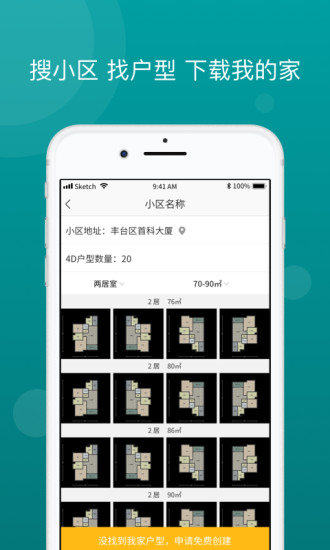 搜小区 找户型 下载我的家
Sketch 9:41 AM 100%
小区名称
小区地址：丰台区首科大厦
4D户型数量：20
两居室 70-90㎡
2居 76㎡
2居 80㎡
2居 86㎡
2居 90㎡
没找到我家户型，申请免费创建